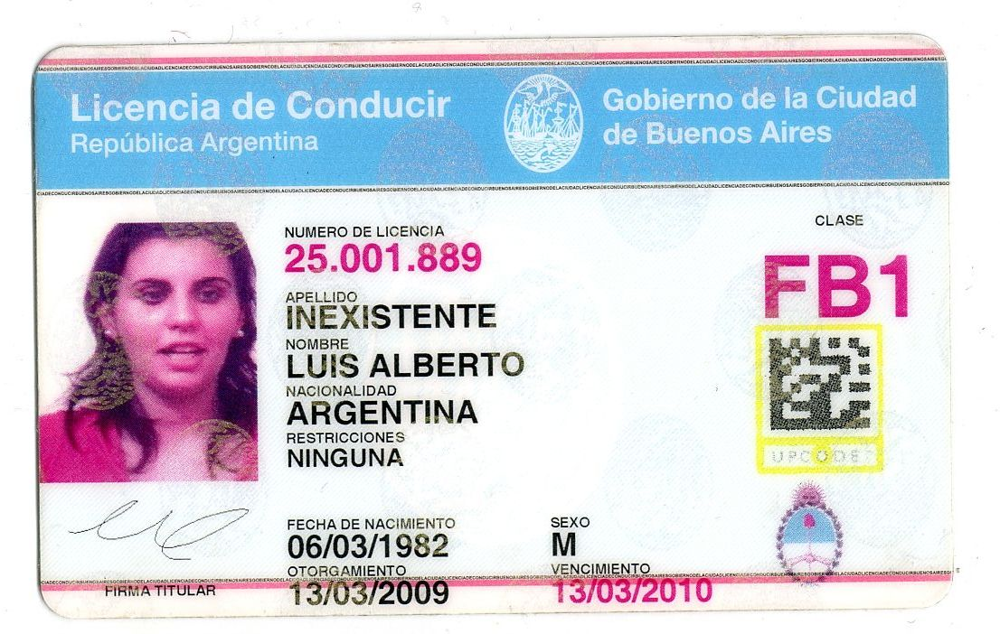 Licencia de Conducir
República Argentina
Gobierno de la Ciudad
de Buenos Aires
NUMERO DE LICENCIA
25.001.889
APELLIDO
INEXISTENTE
NOMBRE
LUIS ALBERTO
NACIONALIDAD
ARGENTINA
RESTRICCIONES
NINGUNA
CLASE
FB1
UPCODE
FECHA DE NACIMIENTO
06/03/1982
SEXO
M
OTORGAMIENTO
13/03/2009
VENCIMIENTO
13/03/2010
FIRMA TITULAR